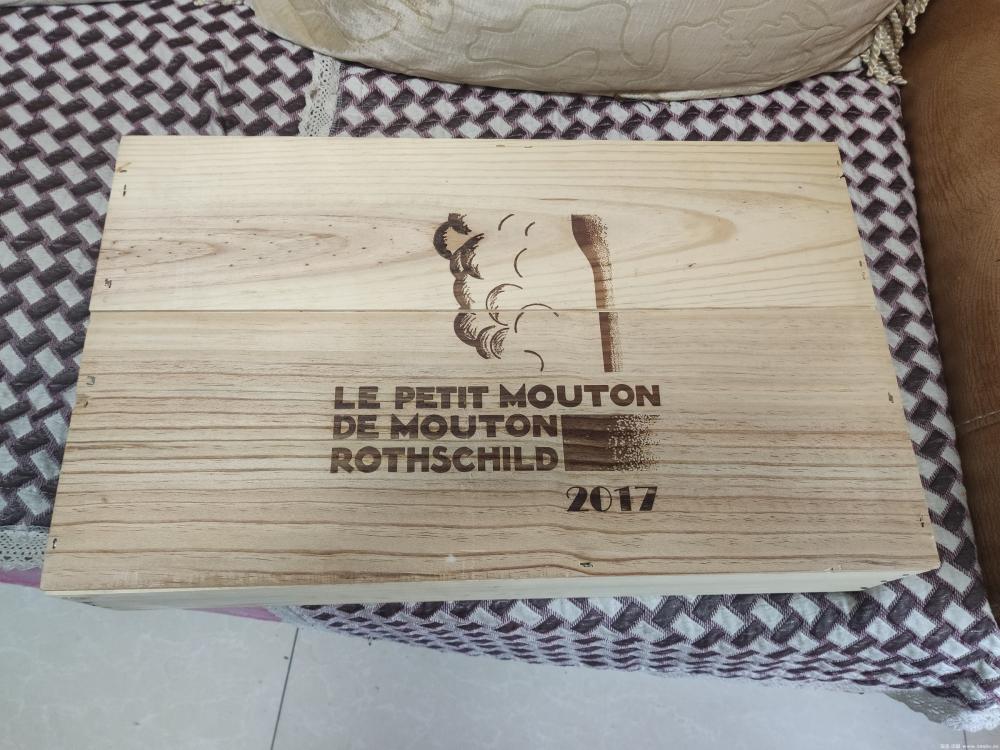 LE PETIT MOUTON
DE MOUTON
ROTHSCHILD
2017